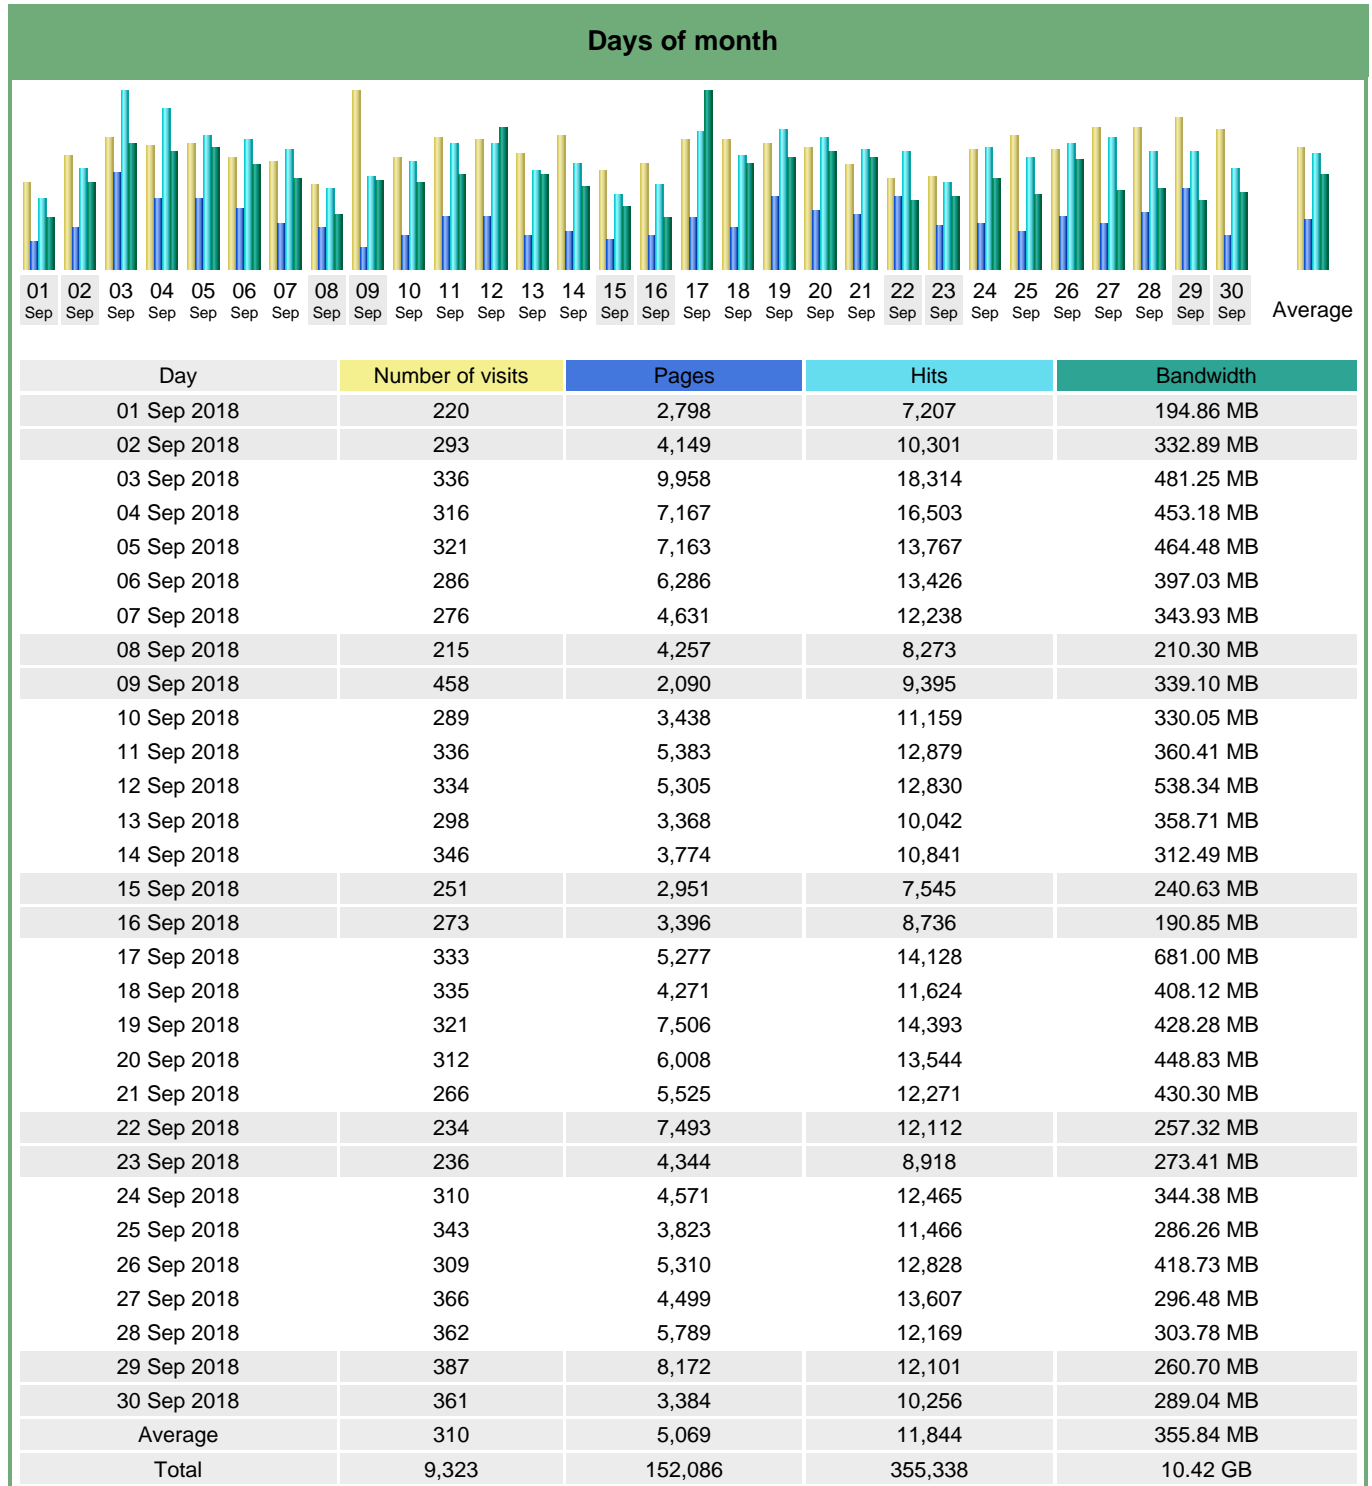 Days of month
01 02 03 04 05 06 07 08 09 10 11 12 13 14 15 16 17 18 19 20 21 22 23 24 25 26 27 28 29 30
Sep Sep Sep Sep Sep Sep Sep Sep Sep Sep Sep Sep Sep Sep Sep Sep Sep Sep Sep Sep Sep Sep Sep Sep Sep Sep Sep Sep Sep Sep Average
Day Number of visits Pages Hits Bandwidth
01 Sep 2018 220 2,798 7,207 194.86 MB
02 Sep 2018 293 4,149 10,301 332.89 MB
03 Sep 2018 336 9,958 18,314 481.25 MB
04 Sep 2018 316 7,167 16,503 453.18 MB
05 Sep 2018 321 7,163 13,767 464.48 MB
06 Sep 2018 286 6,286 13,426 397.03 MB
07 Sep 2018 276 4,631 12,238 343.93 MB
08 Sep 2018 215 4,257 8,273 210.30 MB
09 Sep 2018 458 2,090 9,395 339.10 MB
10 Sep 2018 289 3,438 11,159 330.05 MB
11 Sep 2018 336 5,383 12,879 360.41 MB
12 Sep 2018 334 5,305 12,830 538.34 MB
13 Sep 2018 298 3,368 10,042 358.71 MB
14 Sep 2018 346 3,774 10,841 312.49 MB
15 Sep 2018 251 2,951 7,545 240.63 MB
16 Sep 2018 273 3,396 8,736 190.85 MB
17 Sep 2018 333 5,277 14,128 681.00 MB
18 Sep 2018 335 4,271 11,624 408.12 MB
19 Sep 2018 321 7,506 14,393 428.28 MB
20 Sep 2018 312 6,008 13,544 448.83 MB
21 Sep 2018 266 5,525 12,271 430.30 MB
22 Sep 2018 234 7,493 12,112 257.32 MB
23 Sep 2018 236 4,344 8,918 273.41 MB
24 Sep 2018 310 4,571 12,465 344.38 MB
25 Sep 2018 343 3,823 11,466 286.26 MB
26 Sep 2018 309 5,310 12,828 418.73 MB
27 Sep 2018 366 4,499 13,607 296.48 MB
28 Sep 2018 362 5,789 12,169 303.78 MB
29 Sep 2018 387 8,172 12,101 260.70 MB
30 Sep 2018 361 3,384 10,256 289.04 MB
Average 310 5,069 11,844 355.84 MB
Total 9,323 152,086 355,338 10.42 GB